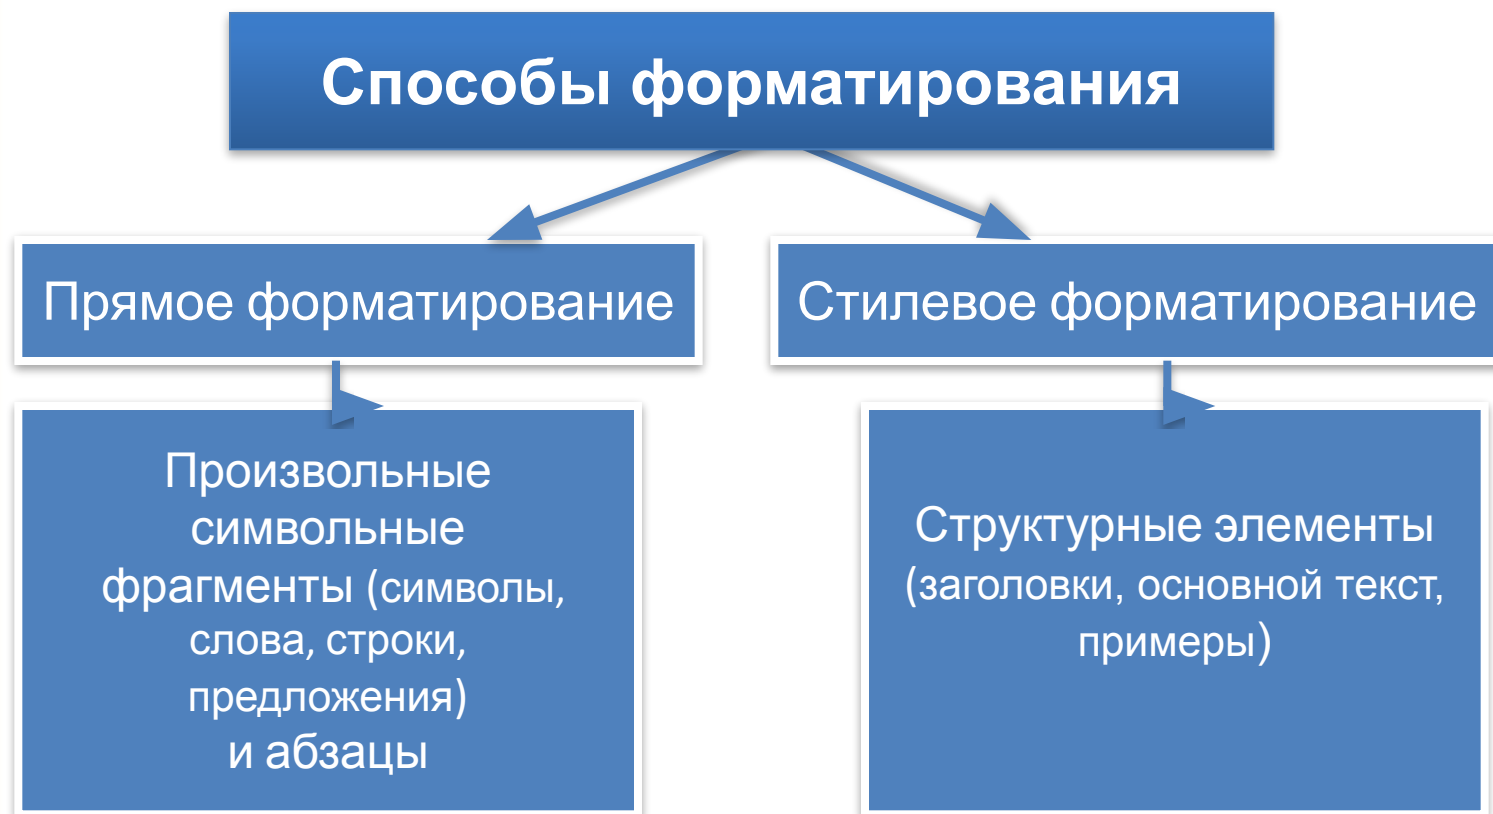 Способы форматирования
Прямое форматирование
Стилевое форматирование
Произвольные
символьные
фрагменты (символы,
слова, строки,
предложения)
и абзацы
Структурные элементы
(заголовки, основной текст,
примеры)